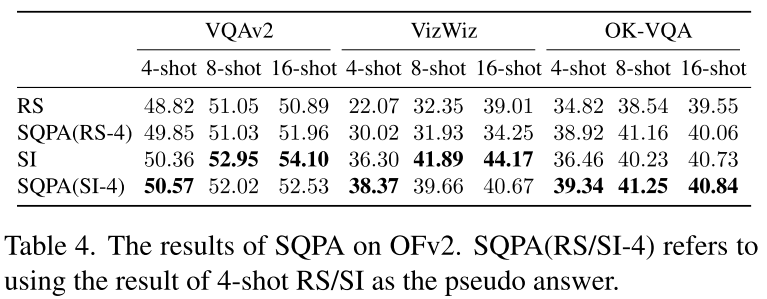 VQAv2 VizWiz OK-VQA
4-shot 8-shot 16-shot 4-shot 8-shot 16-shot 4-shot 8-shot 16-shot
RS 48.82 51.05 50.89 22.07 32.35 39.01 34.82 38.54 39.55
SQPA(RS-4) 49.85 51.03 51.96 30.02 31.93 34.25 38.92 41.16 40.06
SI 50.36 52.95 54.10 36.30 41.89 44.17 36.46 40.23 40.73
SQPA(SI-4) 50.57 52.02 52.53 38.37 39.66 40.67 39.34 41.25 40.84
Table 4. The results of SQPA on OFv2. SQPA(RS/SI-4) refers to
using the result of 4-shot RS/SI as the pseudo answer.